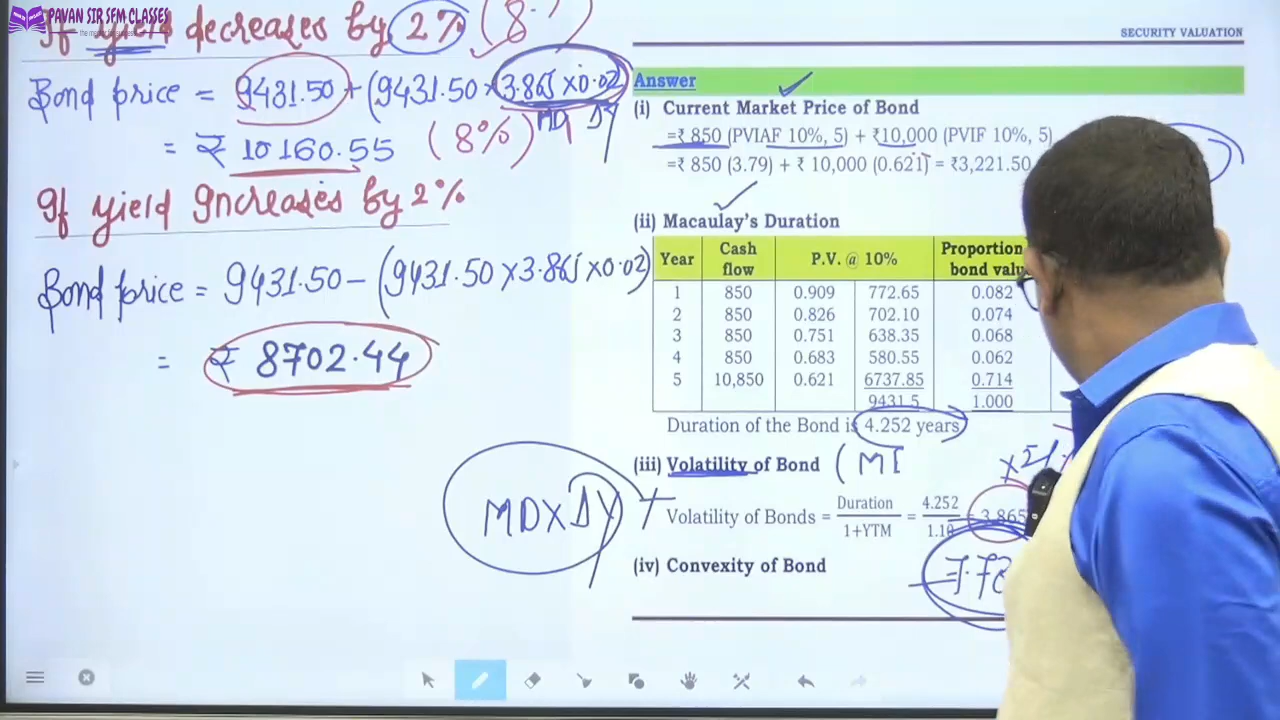 PAVAN SIR SEM CLASSES
If yield decreases by 2%
Bond price = 9431.50 + (9431.50 × 3.865 × 0.02)
MD ΔY
= ₹ 10160.55 (8%)
If yield Increases by 2%
Bond price = 9431.50 - (9431.50 × 3.865 × 0.02)
= ₹ 8702.44
MD × ΔY
SECURITY VALUATION
Answer
(i) Current Market Price of Bond
=₹ 850 (PVIAF 10%, 5) + ₹10,000 (PVIF 10%, 5)
=₹ 850 (3.79) + ₹ 10,000 (0.621) = ₹3,221.50
(ii) Macaulay's Duration
Year Cash flow P.V. @ 10% Proportion bond valu
1 850 0.909 772.65 0.082
2 850 0.826 702.10 0.074
3 850 0.751 638.35 0.068
4 850 0.683 580.55 0.062
5 10,850 0.621 6737.85 0.714
9431.5 1.000
Duration of the Bond is 4.252 years
(iii) Volatility of Bond (M
Volatility of Bonds = Duration / 1+YTM = 4.252 / 1.10 = 3.865
(iv) Convexity of Bond